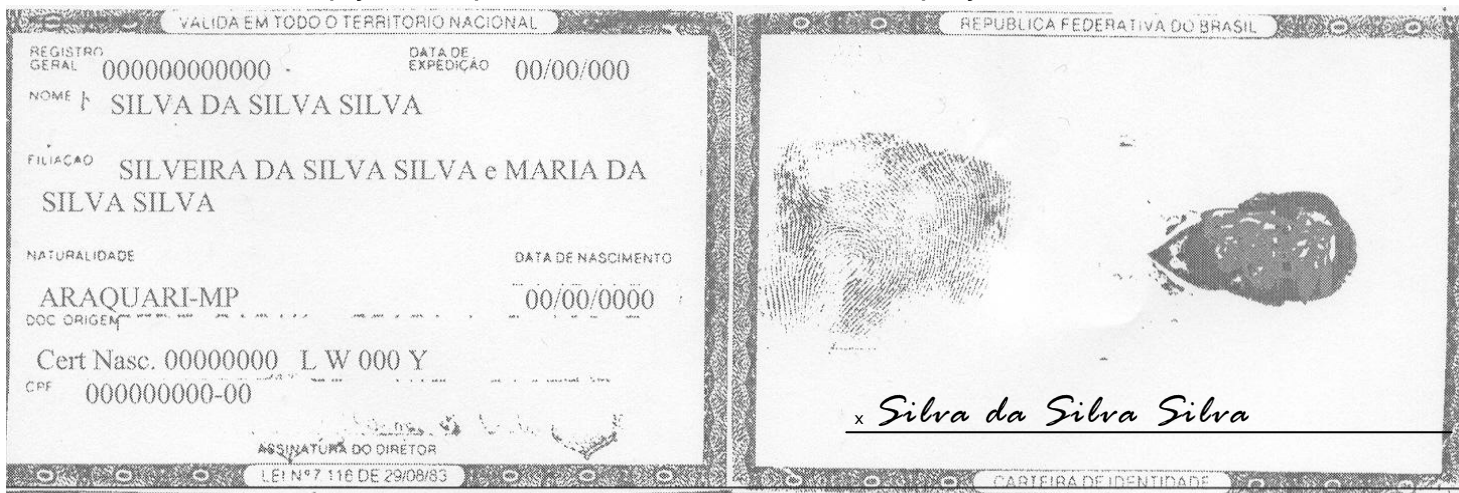 VALIDA EM TODO O TERRITORIO NACIONAL
REGISTRO GERAL 000000000000 DATA DE EXPEDIÇÃO 00/00/000
NOME SILVA DA SILVA SILVA
FILIAÇÃO SILVEIRA DA SILVA SILVA e MARIA DA
SILVA SILVA
NATURALIDADE DATA DE NASCIMENTO
ARAQUARI-MP 00/00/0000
DOC ORIGEM
Cert Nasc. 00000000 L W 000 Y
CPF 000000000-00
ASSINATURA DO DIRETOR
LEI Nº 7.116 DE 29/08/83
REPUBLICA FEDERATIVA DO BRASIL
x Silva da Silva Silva
CARTEIRA DE IDENTIDADE